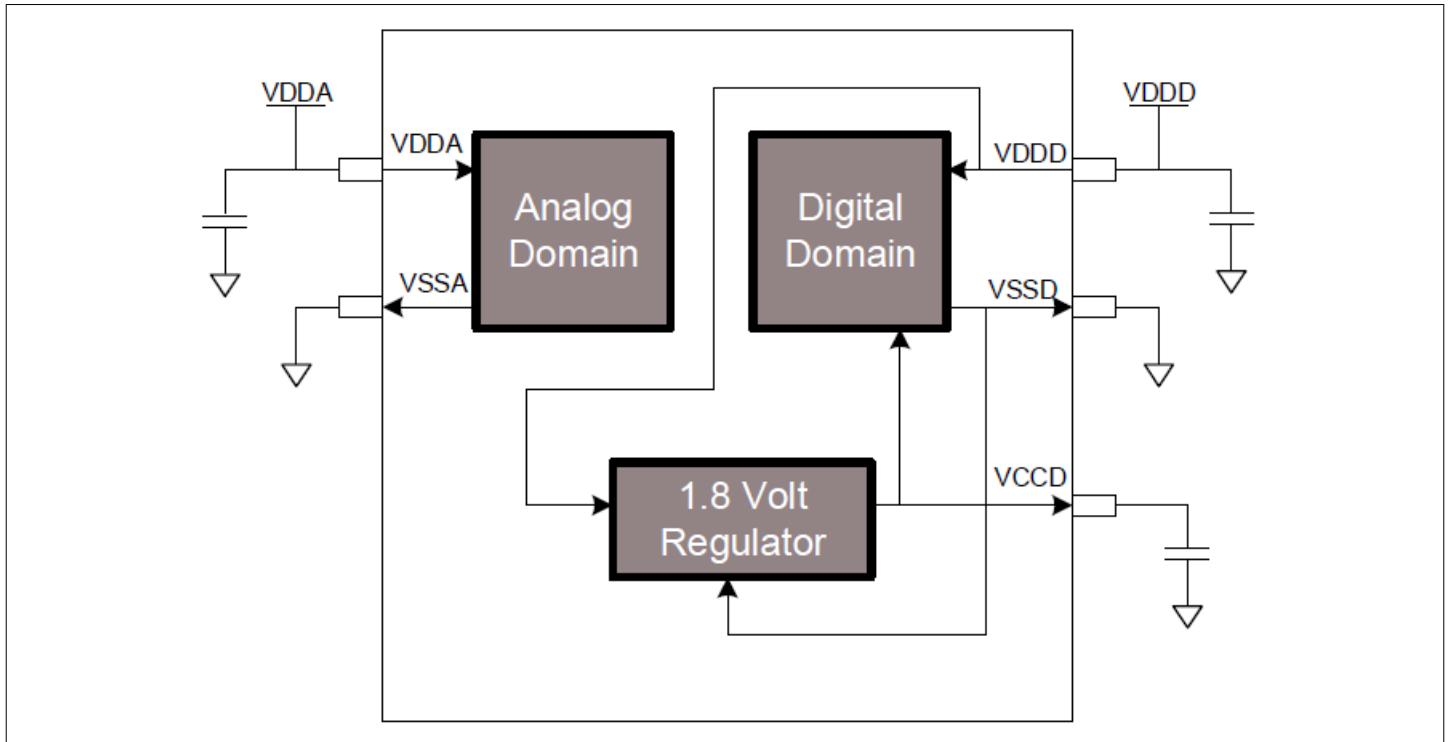 VDDA
VDDD
VDDA
VDDD
Analog
Domain
Digital
Domain
VSSA
VSSD
VCCD
1.8 Volt
Regulator